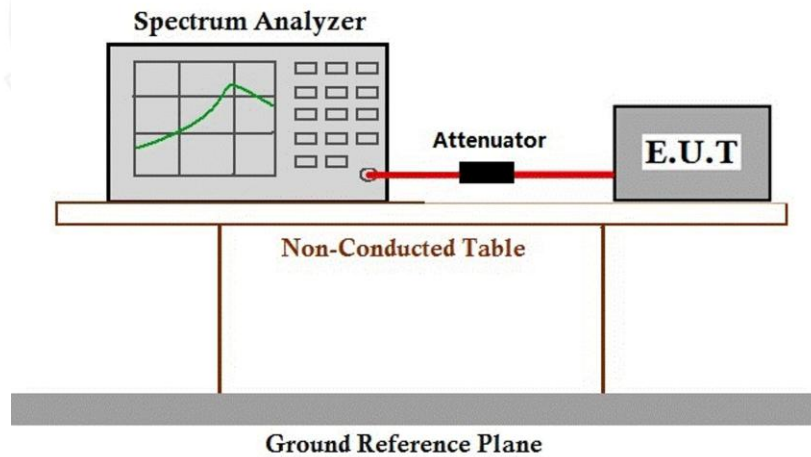 Spectrum Analyzer
Attenuator
E.U.T
Non-Conducted Table
Ground Reference Plane